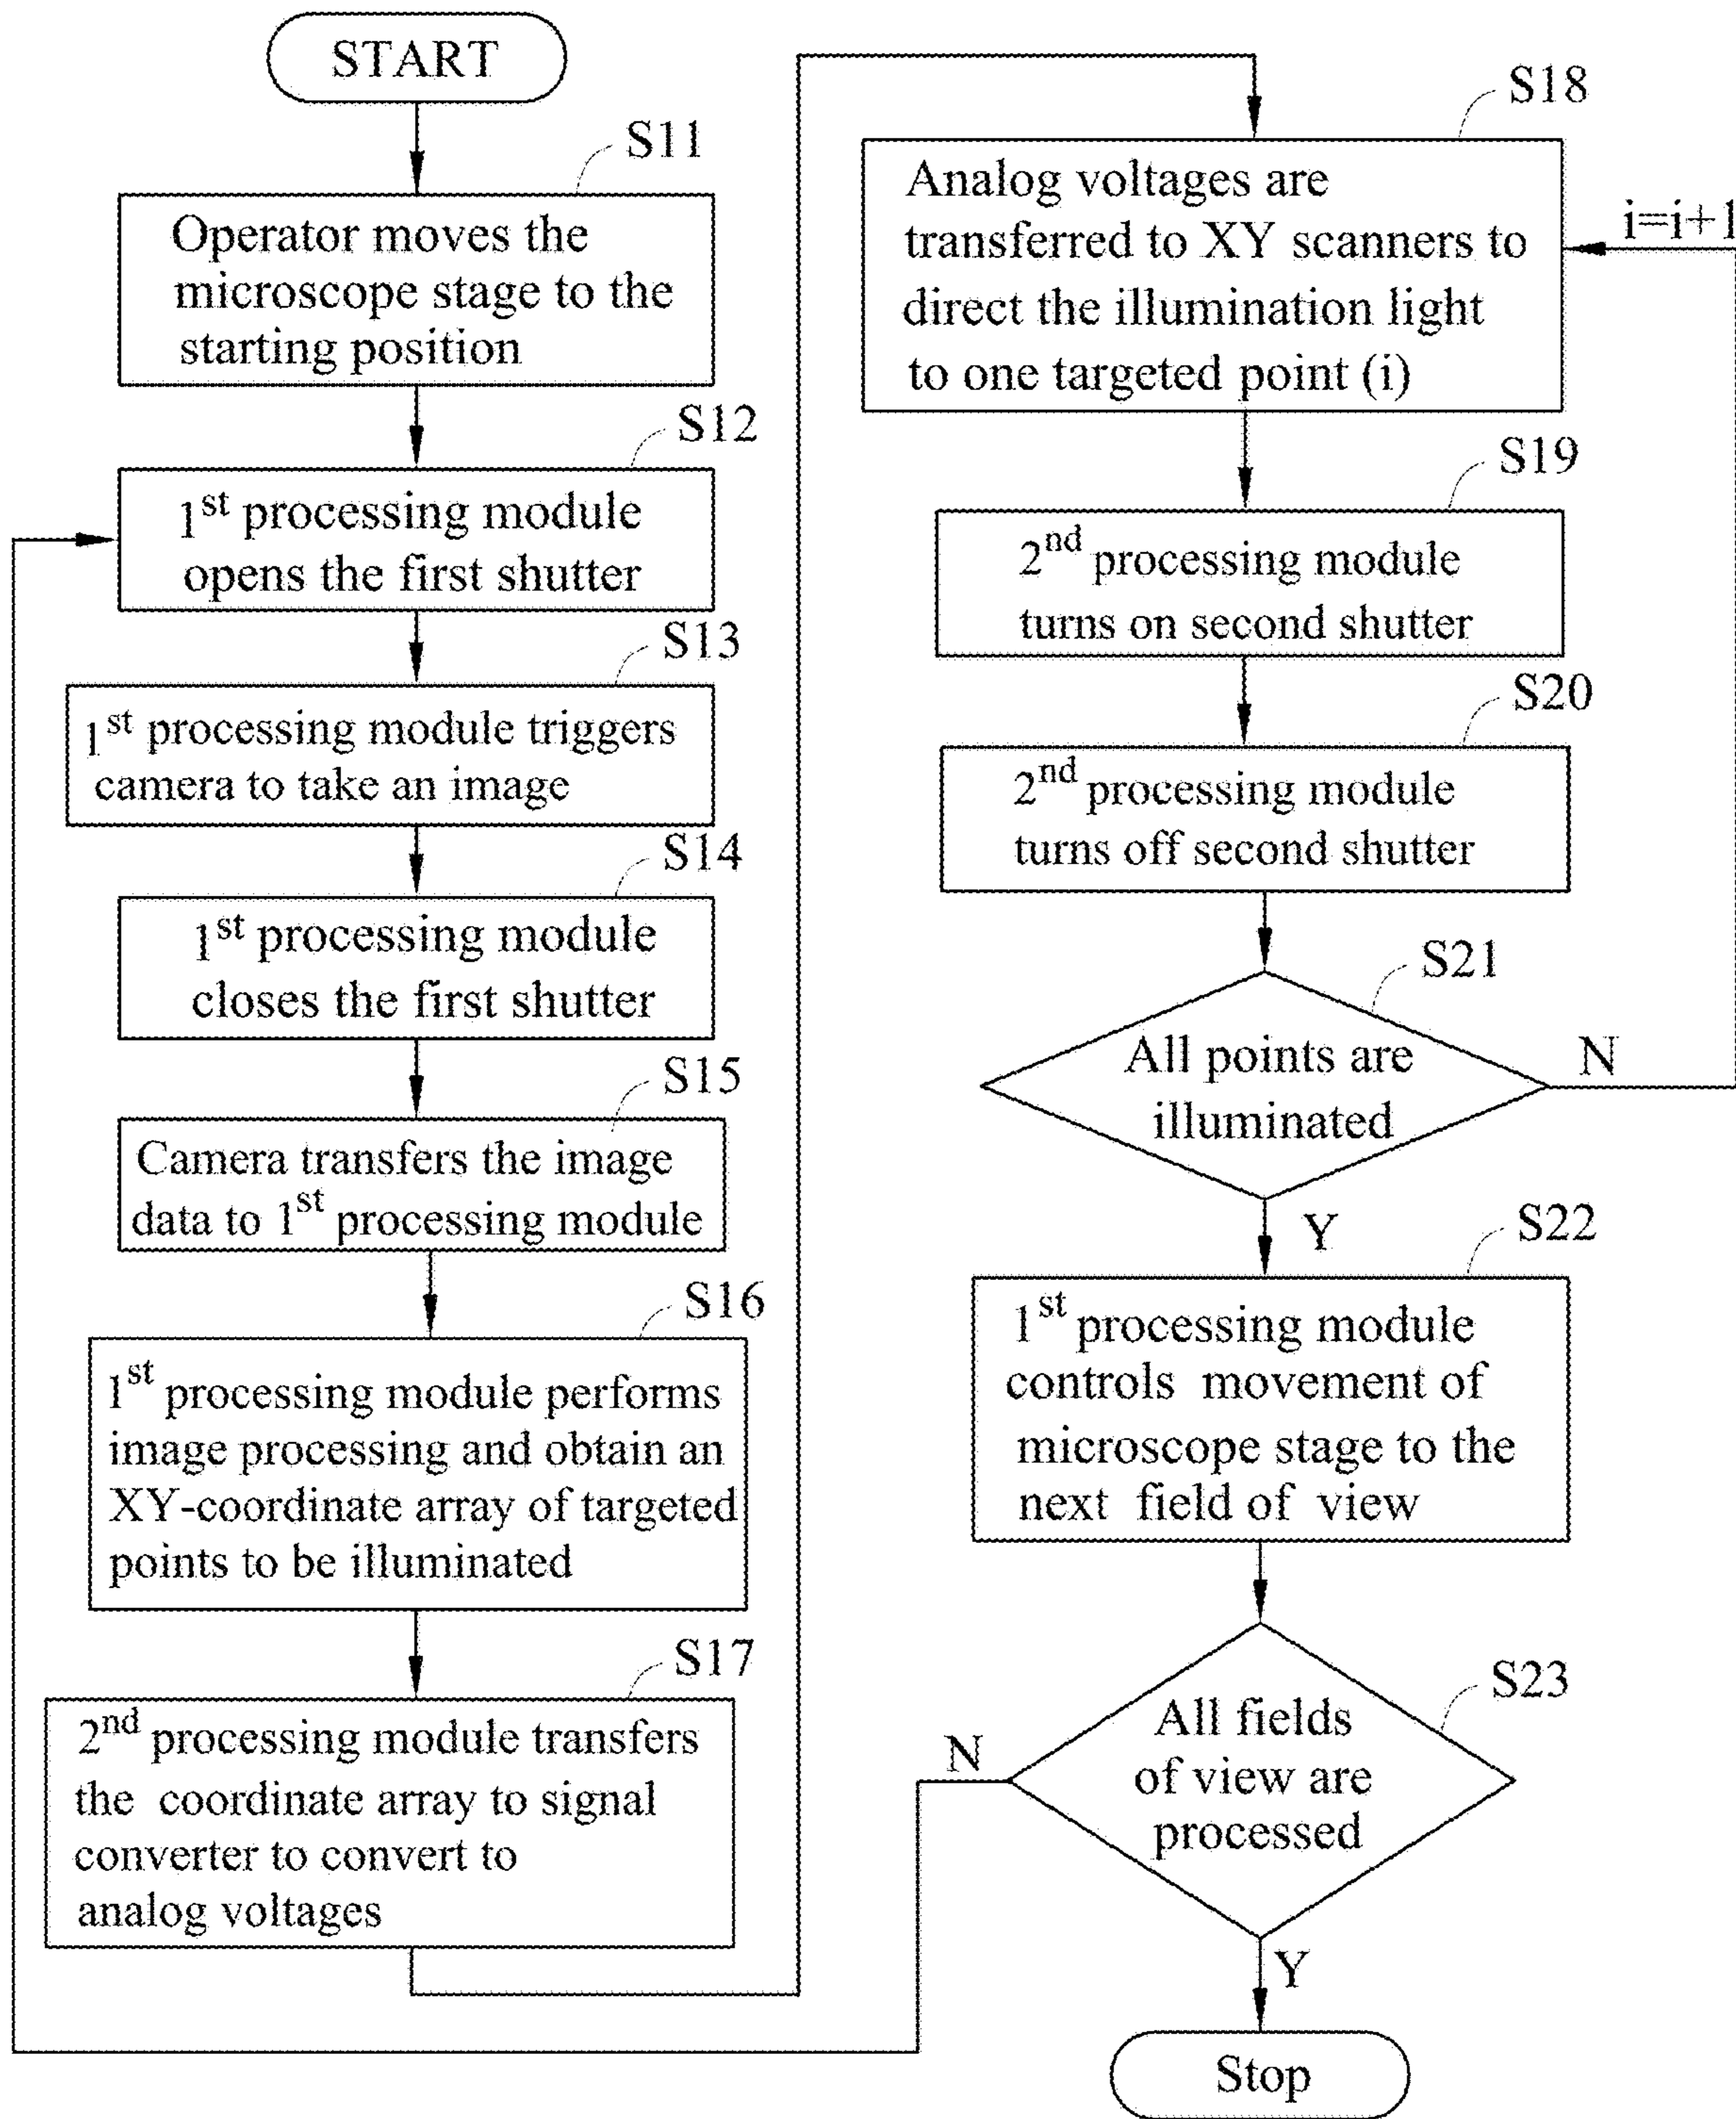 START
S11
Operator moves the
microscope stage to the
starting position
S12
1st processing module
opens the first shutter
S13
1st processing module triggers
camera to take an image
S14
1st processing module
closes the first shutter
S15
Camera transfers the image
data to 1st processing module
S16
1st processing module performs
image processing and obtain an
XY-coordinate array of targeted
points to be illuminated
S17
2nd processing module transfers
the coordinate array to signal
converter to convert to
analog voltages
S18
Analog voltages are
transferred to XY scanners to
direct the illumination light
to one targeted point (i)
i=i+1
S19
2nd processing module
turns on second shutter
S20
2nd processing module
turns off second shutter
S21
All points are
illuminated
N
Y
S22
1st processing module
controls movement of
microscope stage to the
next field of view
S23
All fields
of view are
processed
N
Y
Stop